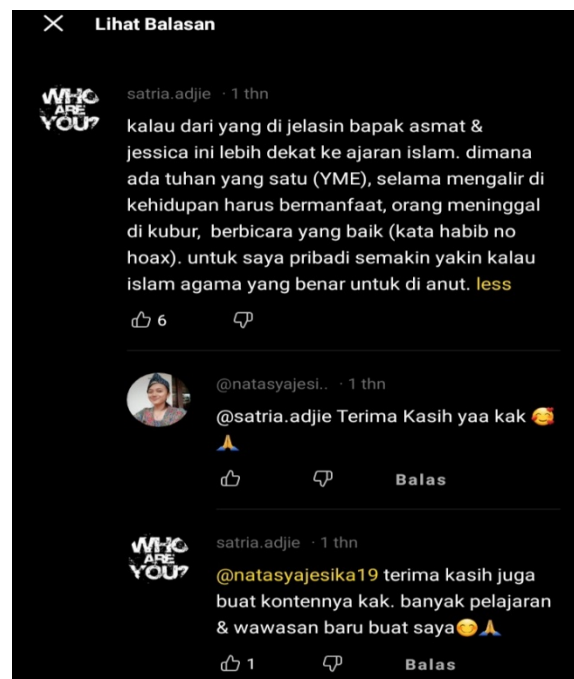 Lihat Balasan
WHO
ARE
YOU?
satria.adjie · 1 thn
kalau dari yang di jelasin bapak asmat &
jessica ini lebih dekat ke ajaran islam. dimana
ada tuhan yang satu (YME), selama mengalir di
kehidupan harus bermanfaat, orang meninggal
di kubur, berbicara yang baik (kata habib no
hoax). untuk saya pribadi semakin yakin kalau
islam agama yang benar untuk di anut. less
6
@natasyajesi.. · 1 thn
@satria.adjie Terima Kasih yaa kak 🥰
🙏
Balas
WHO
ARE
YOU?
satria.adjie · 1 thn
@natasyajesika19 terima kasih juga
buat kontennya kak. banyak pelajaran
& wawasan baru buat saya😊🙏
1 Balas